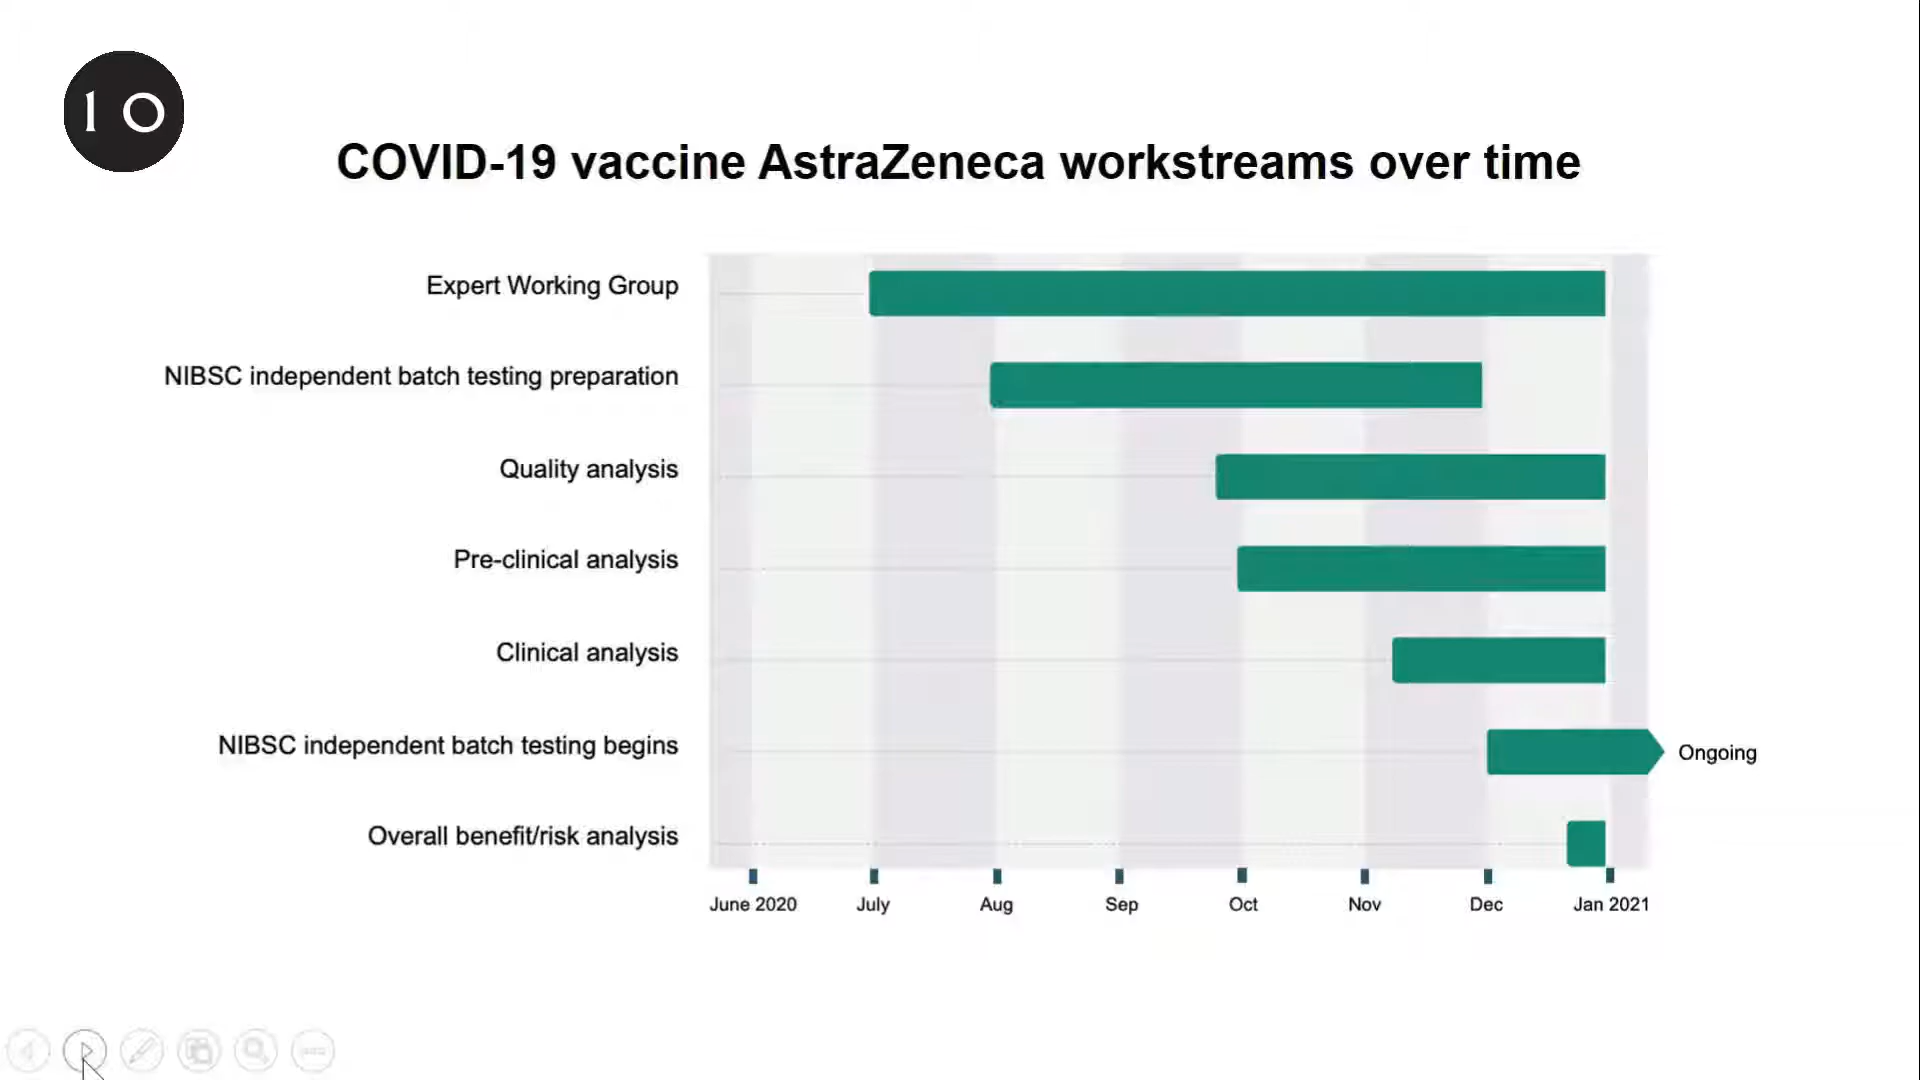 10
COVID-19 vaccine AstraZeneca workstreams over time
Expert Working Group
NIBSC independent batch testing preparation
Quality analysis
Pre-clinical analysis
Clinical analysis
NIBSC independent batch testing begins
Ongoing
Overall benefit/risk analysis
June 2020 July Aug Sep Oct Nov Dec Jan 2021